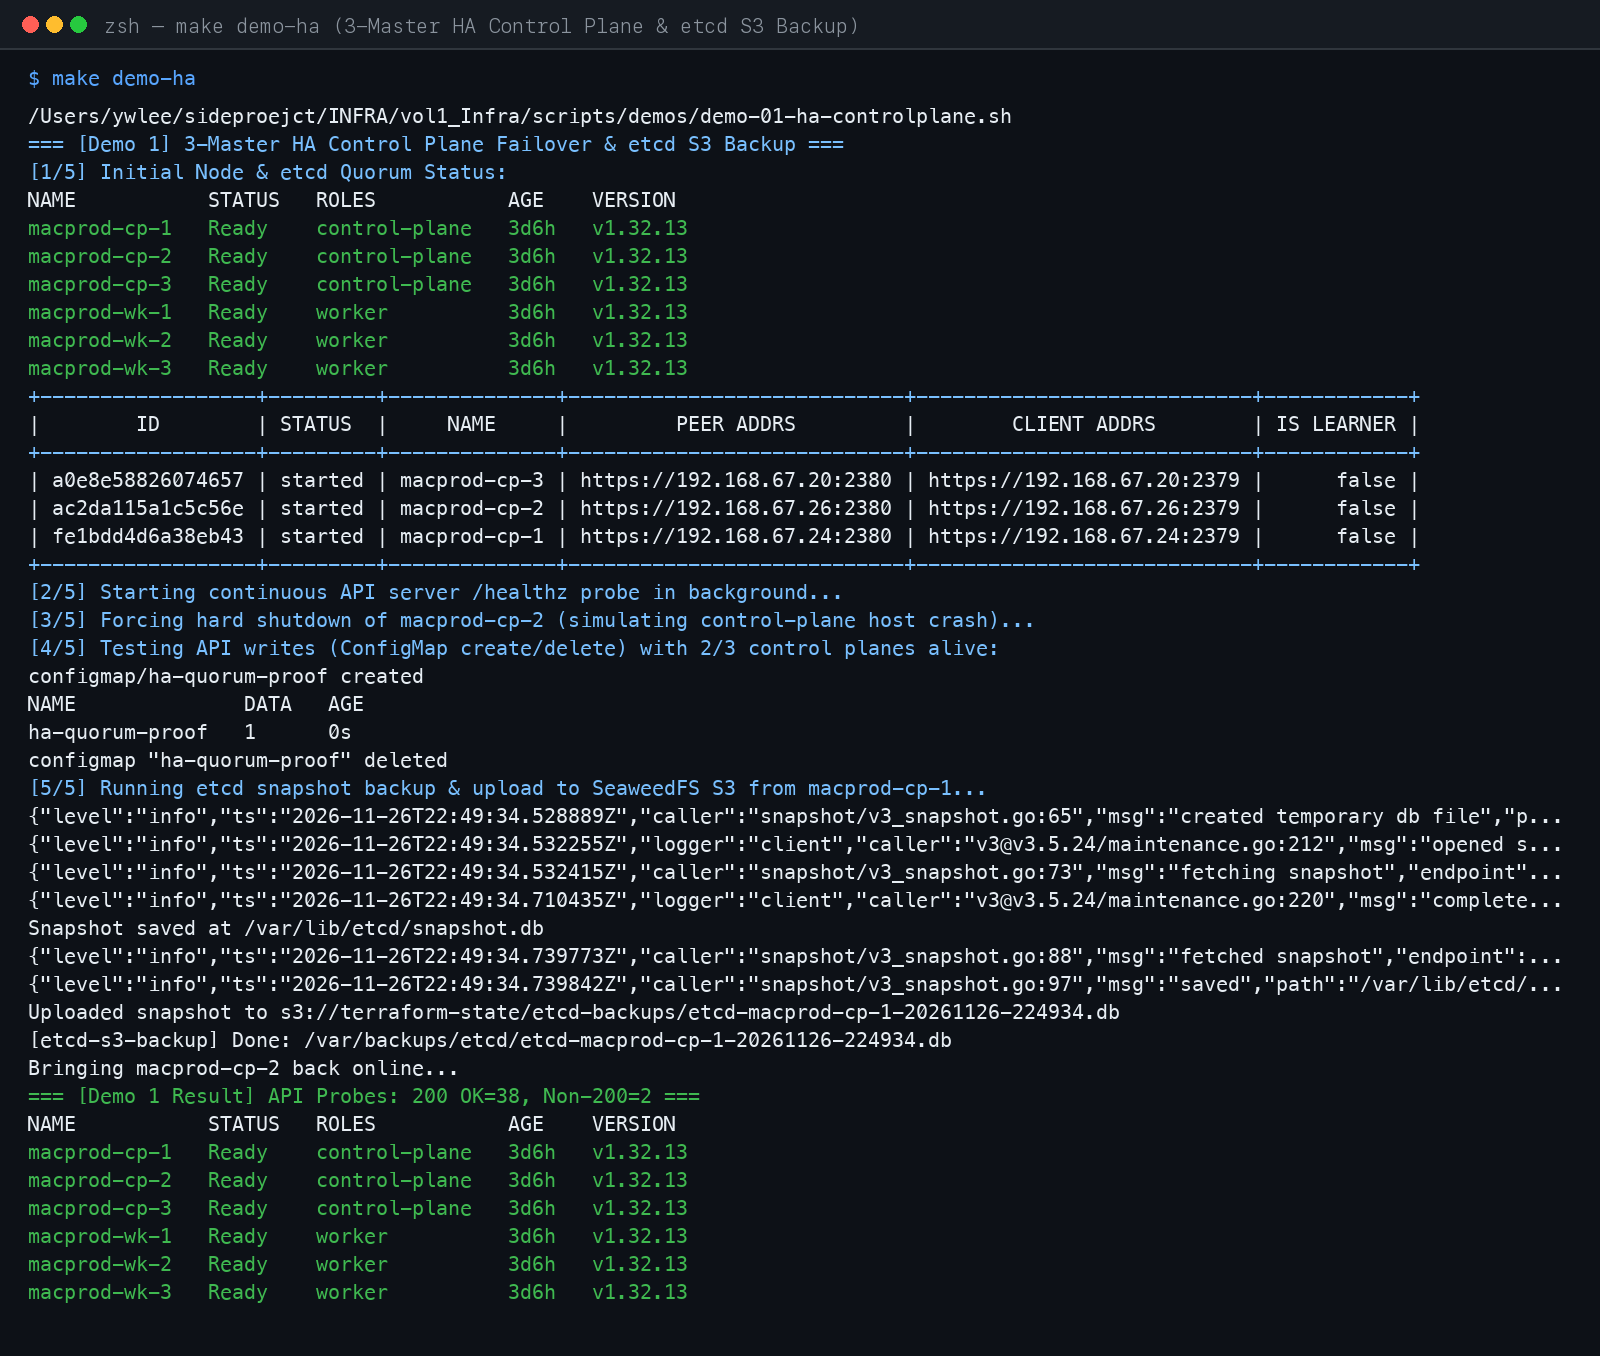 zsh — make demo-ha (3-Master HA Control Plane & etcd S3 Backup)
$ make demo-ha
/Users/ywlee/sideproejct/INFRA/vol1_Infra/scripts/demos/demo-01-ha-controlplane.sh
=== [Demo 1] 3-Master HA Control Plane Failover & etcd S3 Backup ===
[1/5] Initial Node & etcd Quorum Status:
NAME           STATUS   ROLES           AGE    VERSION
macprod-cp-1   Ready    control-plane   3d6h   v1.32.13
macprod-cp-2   Ready    control-plane   3d6h   v1.32.13
macprod-cp-3   Ready    control-plane   3d6h   v1.32.13
macprod-wk-1   Ready    worker          3d6h   v1.32.13
macprod-wk-2   Ready    worker          3d6h   v1.32.13
macprod-wk-3   Ready    worker          3d6h   v1.32.13
+------------------+---------+--------------+----------------------------+----------------------------+------------+
|        ID        | STATUS  |     NAME     |         PEER ADDRS         |        CLIENT ADDRS        | IS LEARNER |
+------------------+---------+--------------+----------------------------+----------------------------+------------+
| a0e8e58826074657 | started | macprod-cp-3 | https://192.168.67.20:2380 | https://192.168.67.20:2379 |      false |
| ac2da115a1c5c56e | started | macprod-cp-2 | https://192.168.67.26:2380 | https://192.168.67.26:2379 |      false |
| fe1bdd4d6a38eb43 | started | macprod-cp-1 | https://192.168.67.24:2380 | https://192.168.67.24:2379 |      false |
+------------------+---------+--------------+----------------------------+----------------------------+------------+
[2/5] Starting continuous API server /healthz probe in background...
[3/5] Forcing hard shutdown of macprod-cp-2 (simulating control-plane host crash)...
[4/5] Testing API writes (ConfigMap create/delete) with 2/3 control planes alive:
configmap/ha-quorum-proof created
NAME              DATA   AGE
ha-quorum-proof   1      0s
configmap "ha-quorum-proof" deleted
[5/5] Running etcd snapshot backup & upload to SeaweedFS S3 from macprod-cp-1...
{"level":"info","ts":"2026-11-26T22:49:34.528889Z","caller":"snapshot/v3_snapshot.go:65","msg":"created temporary db file","p...
{"level":"info","ts":"2026-11-26T22:49:34.532255Z","logger":"client","caller":"v3@v3.5.24/maintenance.go:212","msg":"opened s...
{"level":"info","ts":"2026-11-26T22:49:34.532415Z","caller":"snapshot/v3_snapshot.go:73","msg":"fetching snapshot","endpoint"...
{"level":"info","ts":"2026-11-26T22:49:34.710435Z","logger":"client","caller":"v3@v3.5.24/maintenance.go:220","msg":"complete...
Snapshot saved at /var/lib/etcd/snapshot.db
{"level":"info","ts":"2026-11-26T22:49:34.739773Z","caller":"snapshot/v3_snapshot.go:88","msg":"fetched snapshot","endpoint":...
{"level":"info","ts":"2026-11-26T22:49:34.739842Z","caller":"snapshot/v3_snapshot.go:97","msg":"saved","path":"/var/lib/etcd/...
Uploaded snapshot to s3://terraform-state/etcd-backups/etcd-macprod-cp-1-20261126-224934.db
[etcd-s3-backup] Done: /var/backups/etcd/etcd-macprod-cp-1-20261126-224934.db
Bringing macprod-cp-2 back online...
=== [Demo 1 Result] API Probes: 200 OK=38, Non-200=2 ===
NAME           STATUS   ROLES           AGE    VERSION
macprod-cp-1   Ready    control-plane   3d6h   v1.32.13
macprod-cp-2   Ready    control-plane   3d6h   v1.32.13
macprod-cp-3   Ready    control-plane   3d6h   v1.32.13
macprod-wk-1   Ready    worker          3d6h   v1.32.13
macprod-wk-2   Ready    worker          3d6h   v1.32.13
macprod-wk-3   Ready    worker          3d6h   v1.32.13